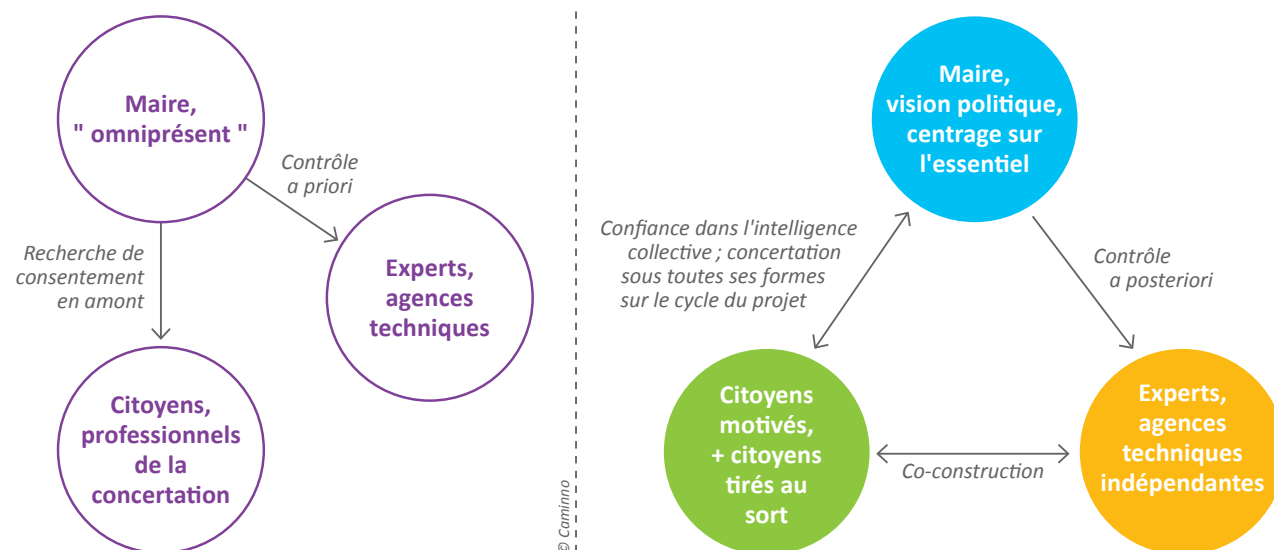 Maire,
" omniprésent "
Contrôle
a priori
Recherche de
consentement
en amont
Experts,
agences
techniques
Citoyens,
professionnels
de la
concertation
© Caminno
Maire,
vision politique,
centrage sur
l'essentiel
Confiance dans l'intelligence
collective ; concertation
sous toutes ses formes
sur le cycle du projet
Contrôle
a posteriori
Citoyens
motivés,
+ citoyens
tirés au
sort
Co-construction
Experts,
agences
techniques
indépendantes